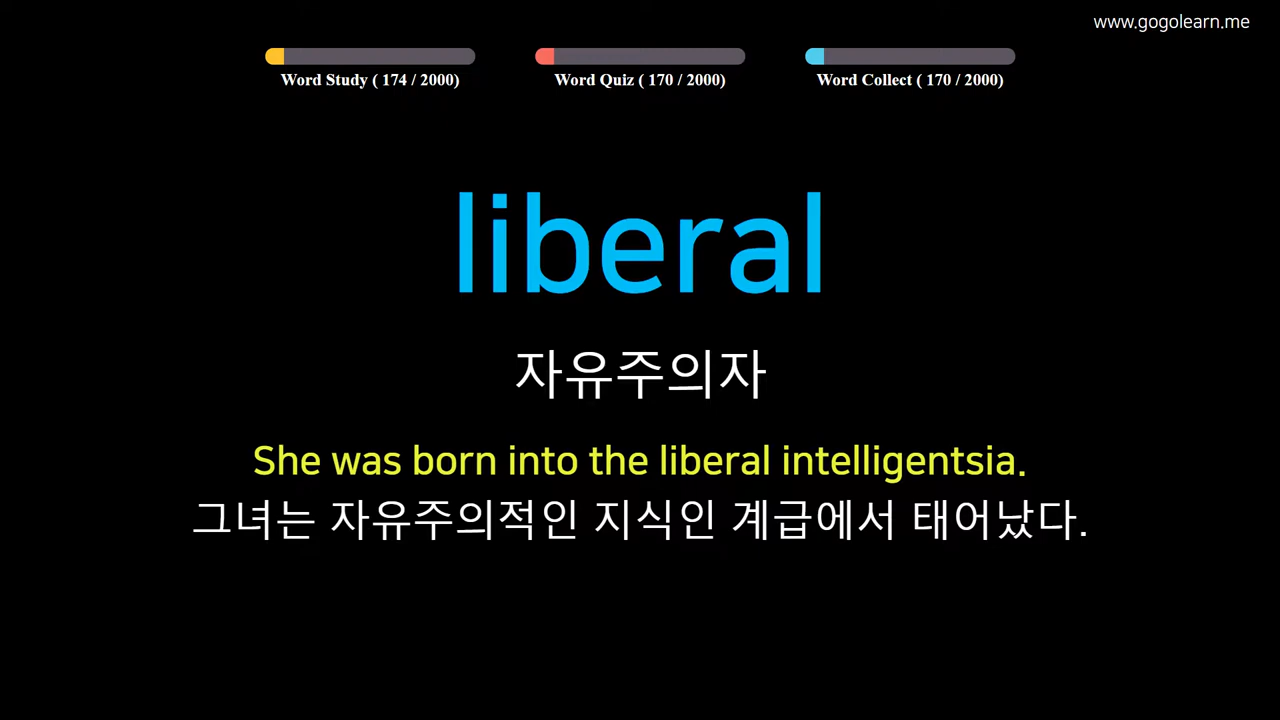 www.gogolearn.me
Word Study ( 174 / 2000)
Word Quiz ( 170 / 2000)
Word Collect ( 170 / 2000)
liberal
자유주의자
She was born into the liberal intelligentsia.
그녀는 자유주의적인 지식인 계급에서 태어났다.